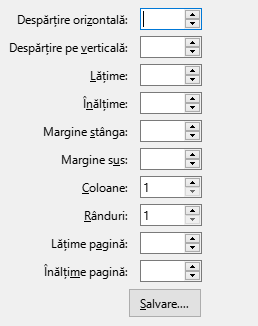 Despărțire orizontală:
Despărțire pe verticală:
Lățime:
Înălțime:
Margine stânga:
Margine sus:
Coloane: 1
Rânduri: 1
Lățime pagină:
Înălțime pagină:
Salvare....